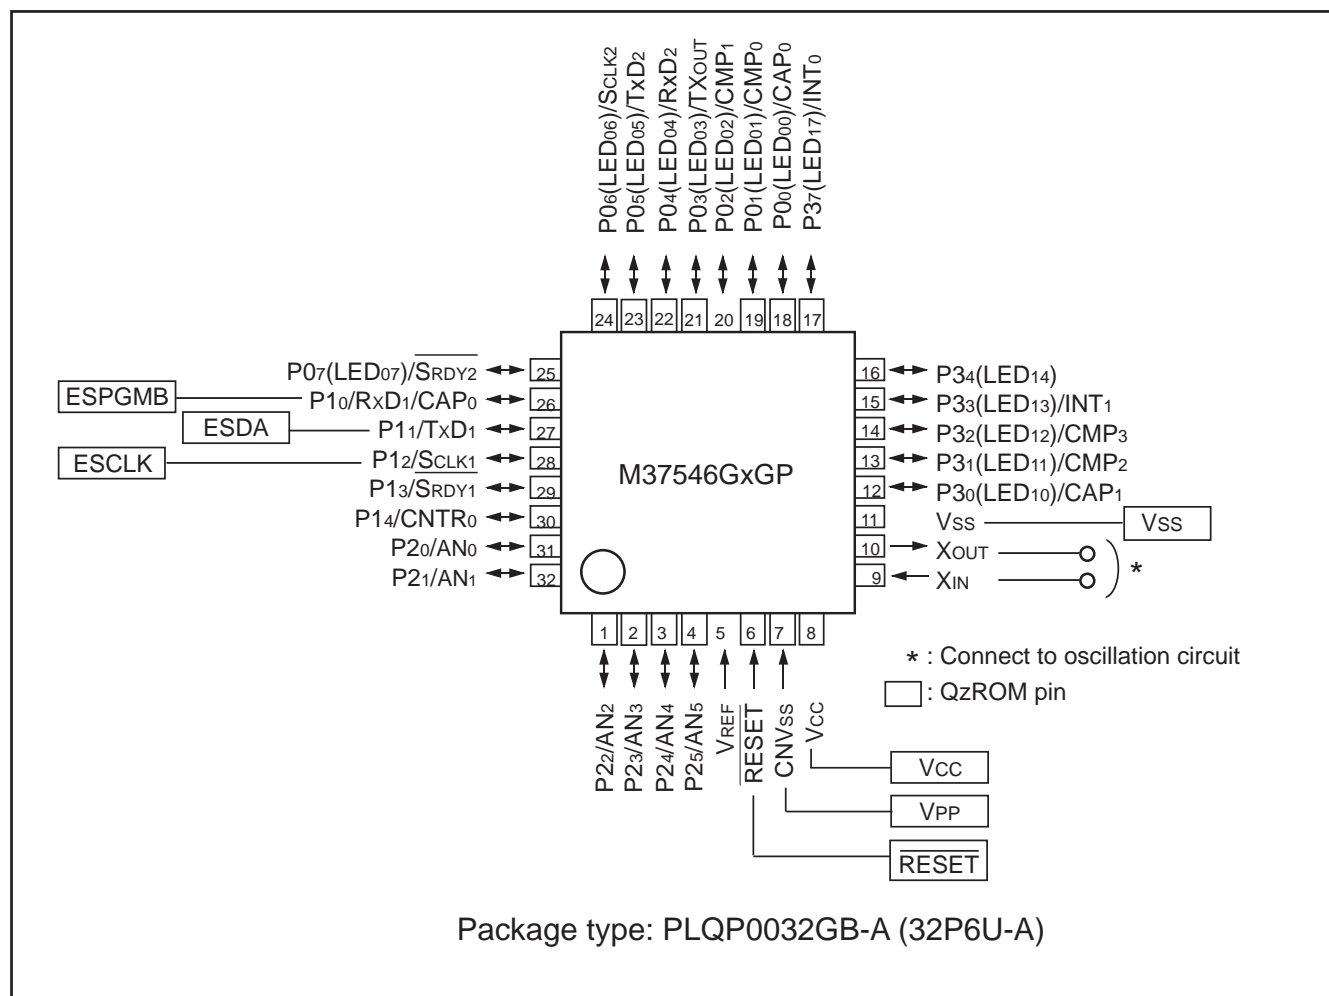 P06(LED06)/SCLK2
P05(LED05)/TxD2
P04(LED04)/RxD2
P03(LED03)/TXOUT
P02(LED02)/CMP1
P01(LED01)/CMP0
P00(LED00)/CAP0
P37(LED17)/INT0
24 23 22 21 20 19 18 17
P07(LED07)/SRDY2 25
ESPGMB P10/RXD1/CAP0 26
ESDA P11/TXD1 27
ESCLK P12/SCLK1 28
P13/SRDY1 29
P14/CNTR0 30
P20/AN0 31
P21/AN1 32
M37546GxGP
16 P34(LED14)
15 P33(LED13)/INT1
14 P32(LED12)/CMP3
13 P31(LED11)/CMP2
12 P30(LED10)/CAP1
11 VSS VSS
10 XOUT
9 XIN
*
1 2 3 4 5 6 7 8
P22/AN2
P23/AN3
P24/AN4
P25/AN5
VREF
RESET
CNVSS
VCC
* : Connect to oscillation circuit
: QzROM pin
VCC
VPP
RESET
Package type: PLQP0032GB-A (32P6U-A)